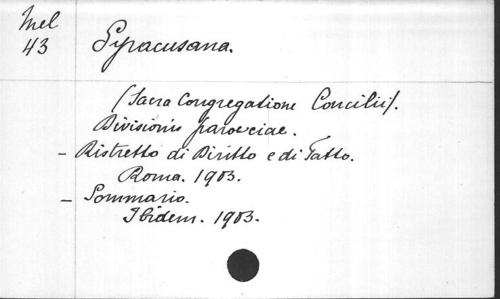 Mel
43
Syracusana.
(Sacra Congregatione Concilii).
Divisionis paroeciae.
- Ristretto di Diritto e di Fatto.
Roma. 1903.
- Sommario.
Ibidem. 1903.